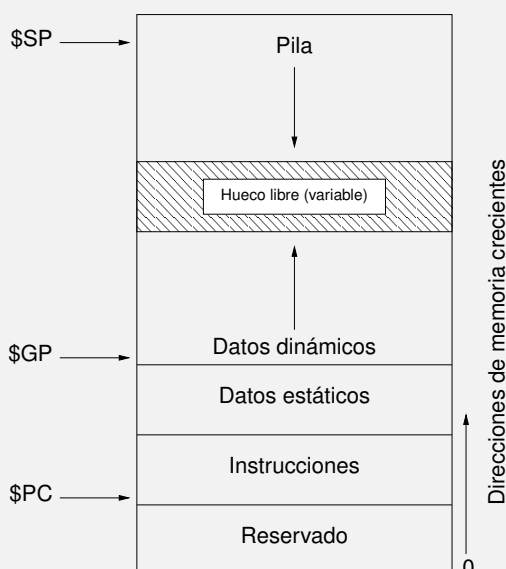 $SP
Pila
Hueco libre (variable)
Datos dinámicos
$GP
Datos estáticos
Instrucciones
$PC
Reservado
0
Direcciones de memoria crecientes